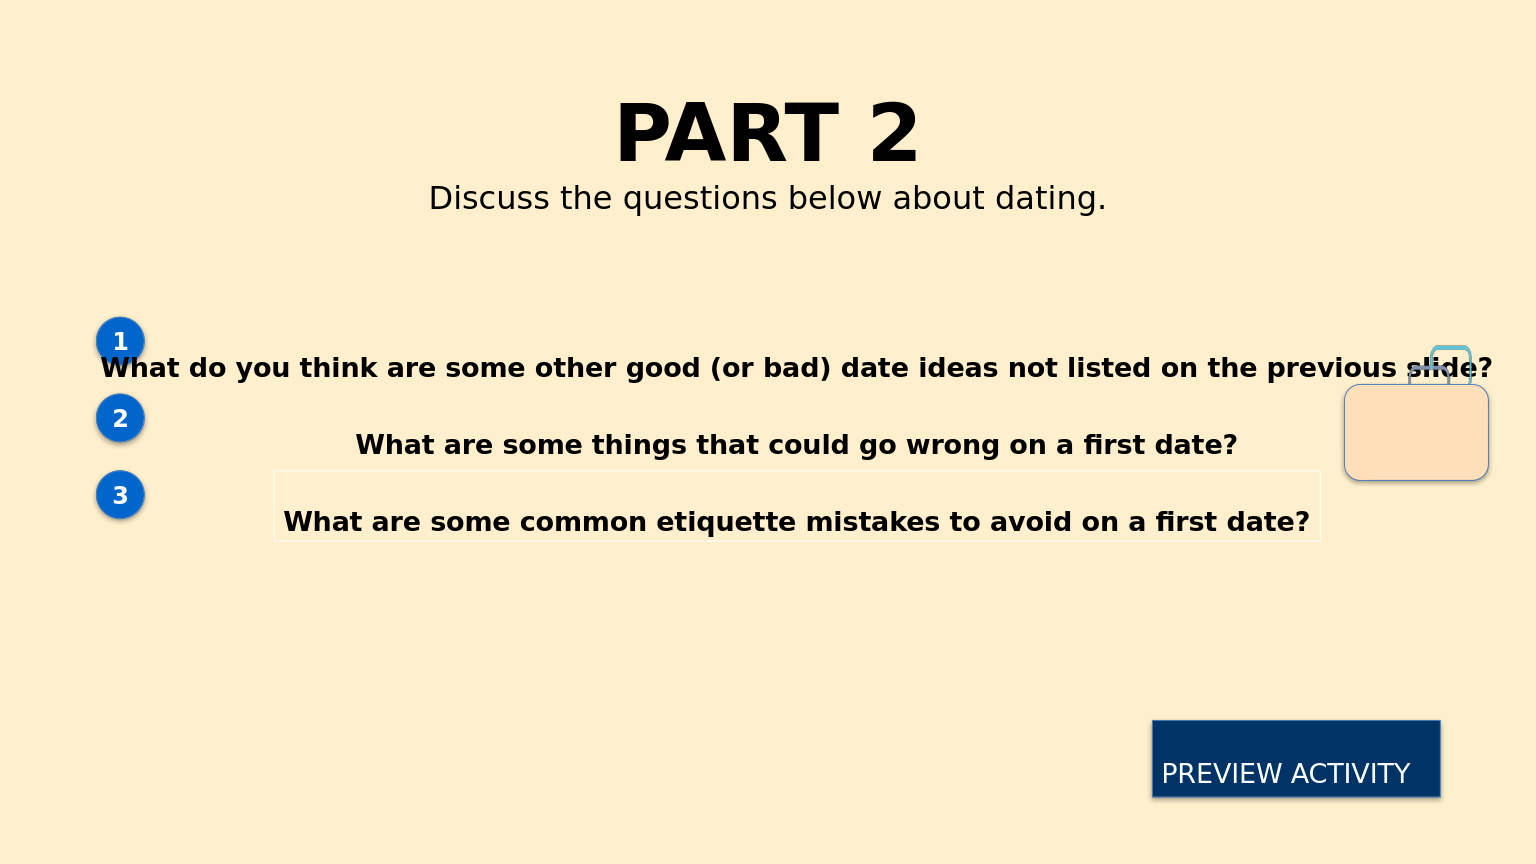 PART 2
Discuss the questions below about dating.
1
What do you think are some other good (or bad) date ideas not listed on the previous slide?
2
What are some things that could go wrong on a first date?
3
What are some common etiquette mistakes to avoid on a first date?
PREVIEW ACTIVITY